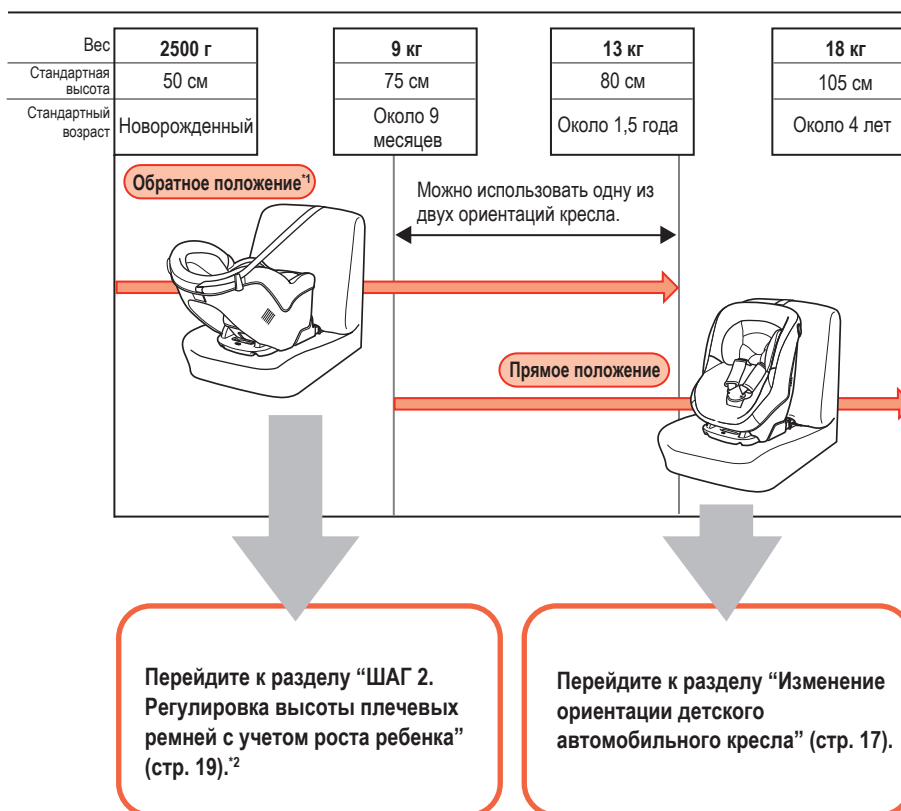 Вес
2500 г
9 кг
13 кг
18 кг
Стандартная
высота
50 см
75 см
80 см
105 см
Стандартный
возраст
Новорожденный
Около 9
месяцев
Около 1,5 года
Около 4 лет
Обратное положение*1
Можно использовать одну из
двух ориентаций кресла.
Прямое положение
Перейдите к разделу “ШАГ 2.
Регулировка высоты плечевых
ремней с учетом роста ребенка”
(стр. 19).*2
Перейдите к разделу “Изменение
ориентации детского
автомобильного кресла” (стр. 17).